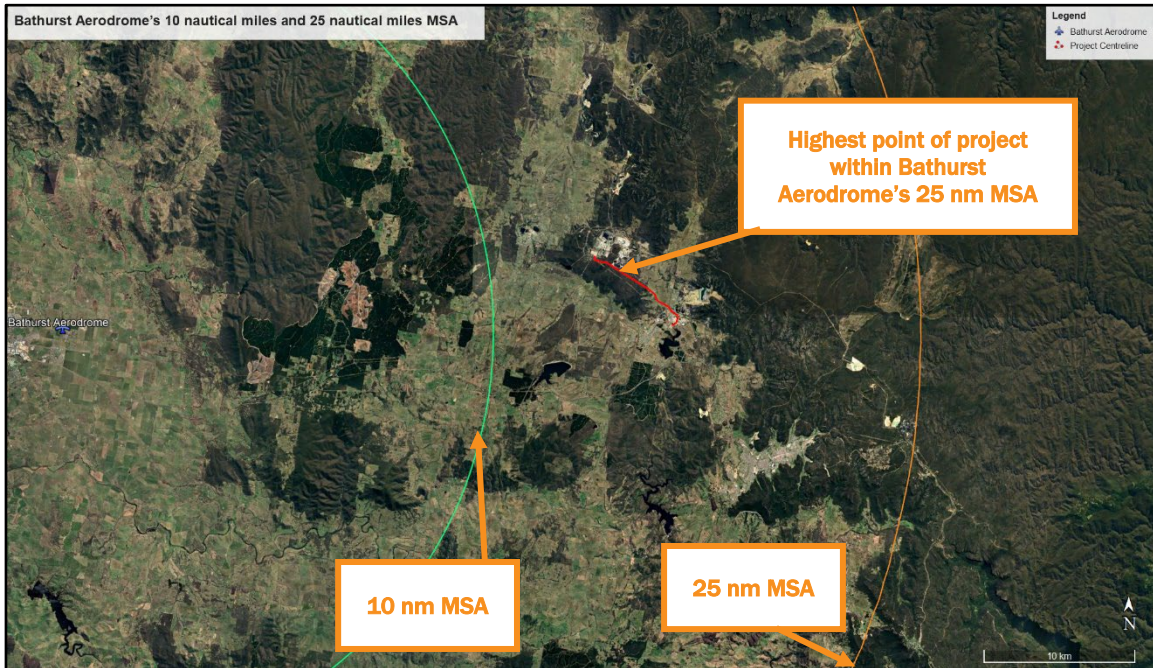 Bathurst Aerodrome's 10 nautical miles and 25 nautical miles MSA
Legend
Bathurst Aerodrome
Project Centreline
Highest point of project
within Bathurst
Aerodrome's 25 nm MSA
Bathurst Aerodrome
10 nm MSA
25 nm MSA
N
10 km